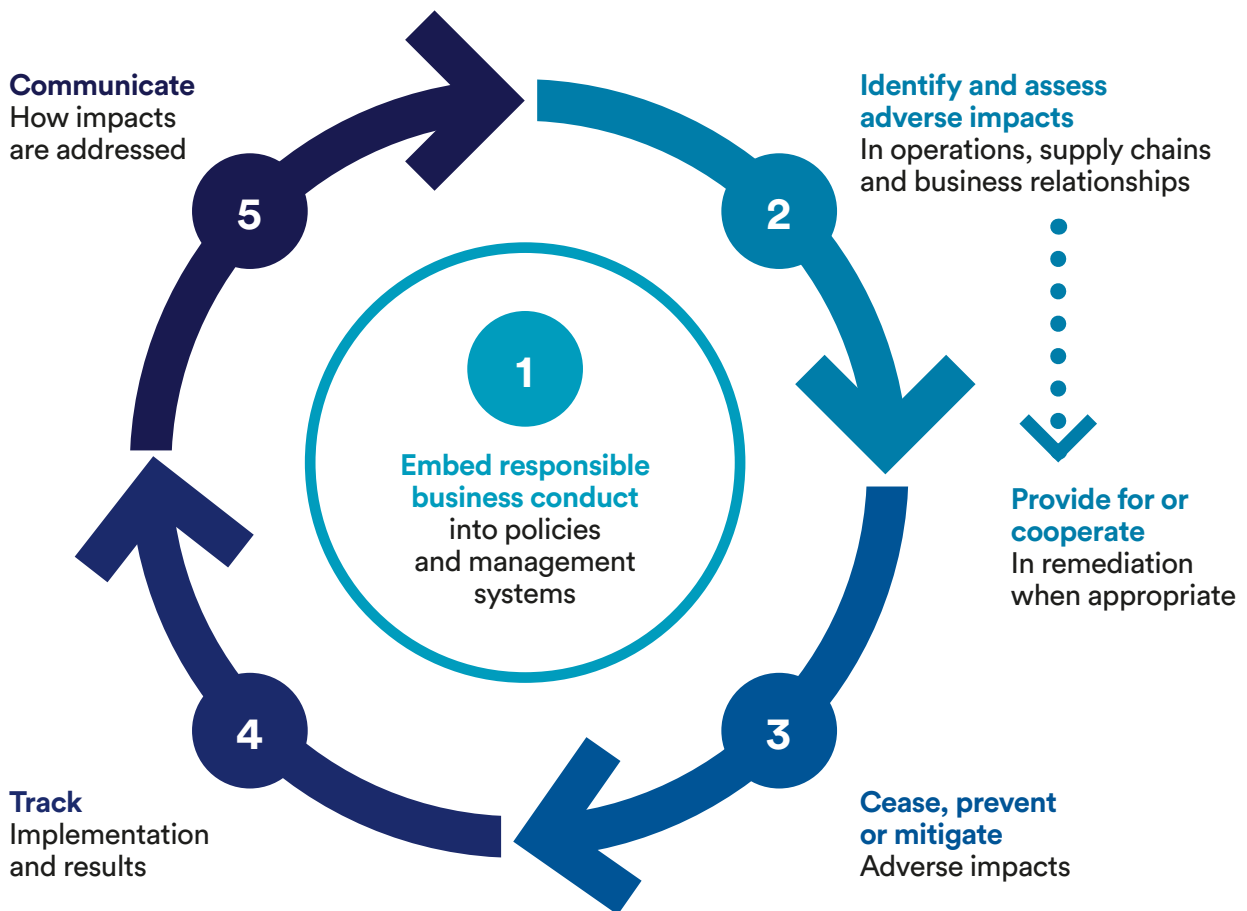 Communicate
How impacts
are addressed
5
Identify and assess
adverse impacts
In operations, supply chains
and business relationships
2
1
Embed responsible
business conduct
into policies
and management
systems
Provide for or
cooperate
In remediation
when appropriate
4
Track
Implementation
and results
3
Cease, prevent
or mitigate
Adverse impacts